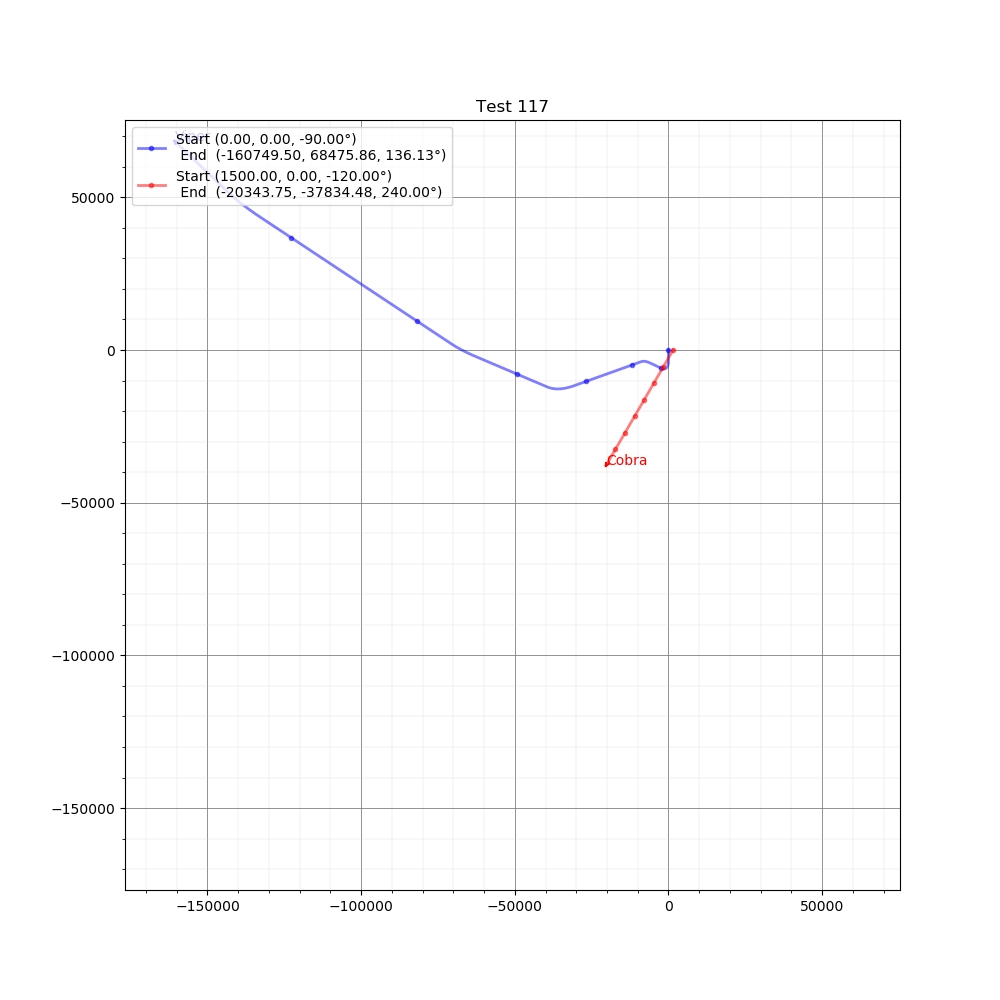 Test 117
Start (0.00, 0.00, -90.00°)
End (-160749.50, 68475.86, 136.13°)
Start (1500.00, 0.00, -120.00°)
End (-20343.75, -37834.48, 240.00°)
50000
0
−50000
−100000
−150000
Cobra
−150000 −100000 −50000 0 50000